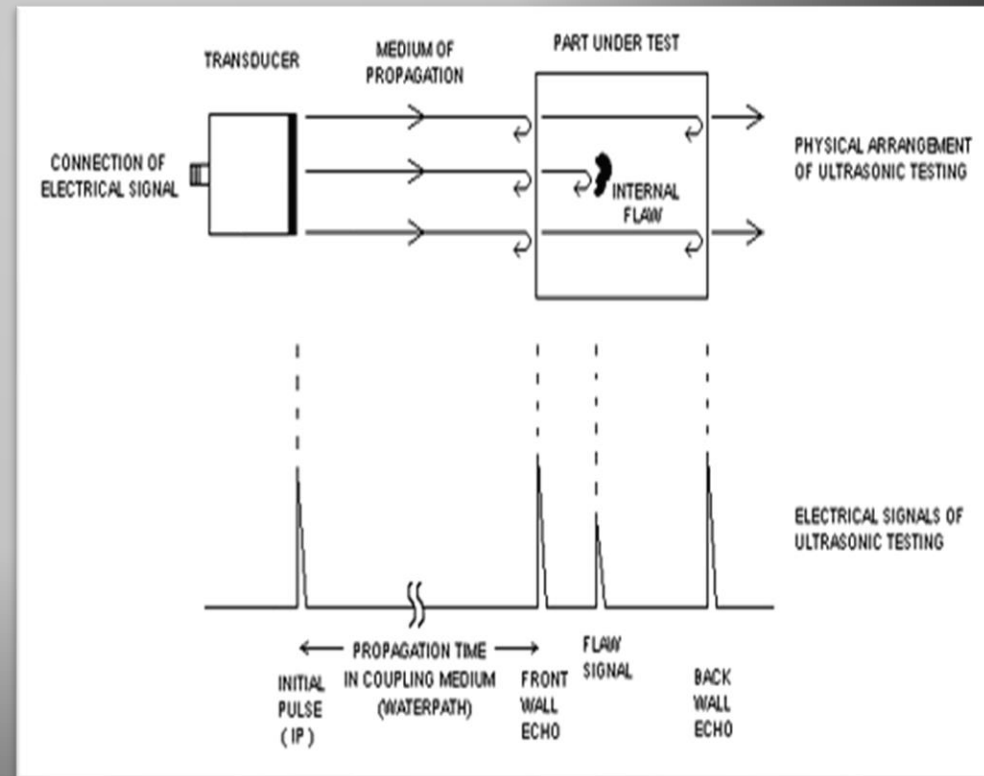 TRANSDUCER
MEDIUM OF
PROPAGATION
PART UNDER TEST
CONNECTION OF
ELECTRICAL SIGNAL
INTERNAL
FLAW
PHYSICAL ARRANGEMENT
OF ULTRASONIC TESTING
ELECTRICAL SIGNALS OF
ULTRASONIC TESTING
PROPAGATION TIME
IN COUPLING MEDIUM
(WATERPATH)
INITIAL
PULSE
(IP)
FRONT
WALL
ECHO
FLAW
SIGNAL
BACK
WALL
ECHO